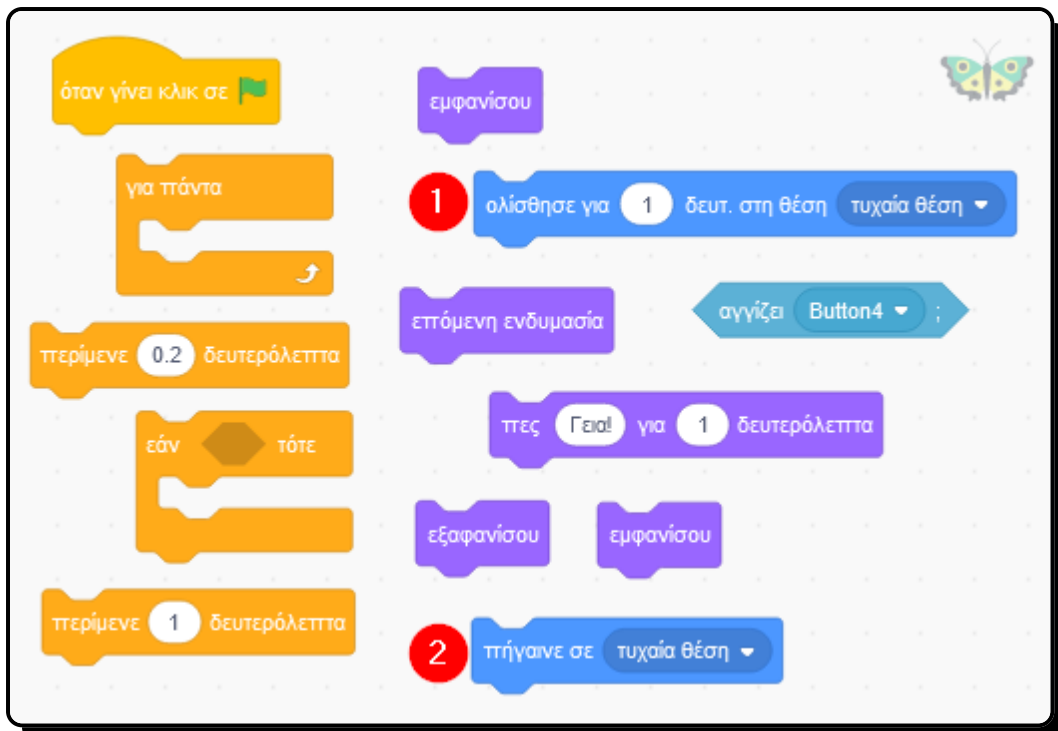 όταν γίνει κλικ σε
για πάντα
περίμενε 0.2 δευτερόλεπτα
εάν τότε
περίμενε 1 δευτερόλεπτα
εμφανίσου
1 ολίσθησε για 1 δευτ. στη θέση τυχαία θέση
επόμενη ενδυμασία
αγγίζει Button4 ;
πες Γεια! για 1 δευτερόλεπτα
εξαφανίσου
εμφανίσου
2 πήγαινε σε τυχαία θέση